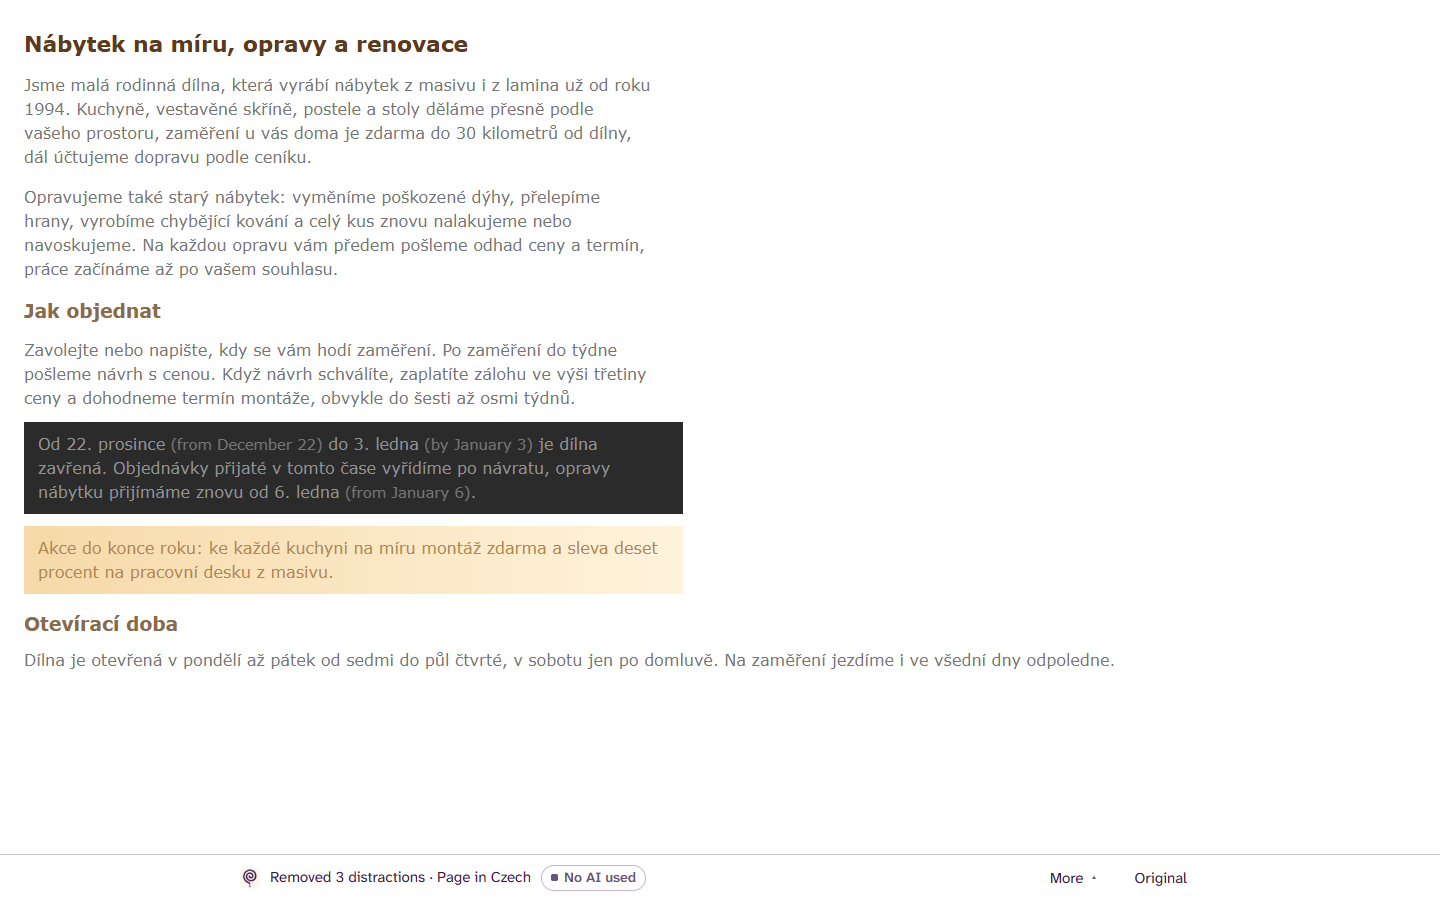 Nábytek na míru, opravy a renovace
Jsme malá rodinná dílna, která vyrábí nábytek z masivu i z lamina už od roku
1994. Kuchyně, vestavěné skříně, postele a stoly děláme přesně podle
vašeho prostoru, zaměření u vás doma je zdarma do 30 kilometrů od dílny,
dál účtujeme dopravu podle ceníku.
Opravujeme také starý nábytek: vyměníme poškozené dýhy, přelepíme
hrany, vyrobíme chybějící kování a celý kus znovu nalakujeme nebo
navoskujeme. Na každou opravu vám předem pošleme odhad ceny a termín,
práce začínáme až po vašem souhlasu.
Jak objednat
Zavolejte nebo napište, kdy se vám hodí zaměření. Po zaměření do týdne
pošleme návrh s cenou. Když návrh schválíte, zaplatíte zálohu ve výši třetiny
ceny a dohodneme termín montáže, obvykle do šesti až osmi týdnů.
Od 22. prosince (from December 22) do 3. ledna (by January 3) je dílna
zavřená. Objednávky přijaté v tomto čase vyřídíme po návratu, opravy
nábytku přijímáme znovu od 6. ledna (from January 6).
Akce do konce roku: ke každé kuchyni na míru montáž zdarma a sleva deset
procent na pracovní desku z masivu.
Otevírací doba
Dílna je otevřená v pondělí až pátek od sedmi do půl čtvrté, v sobotu jen po domluvě. Na zaměření jezdíme i ve všední dny odpoledne.
Removed 3 distractions · Page in Czech No AI used More Original